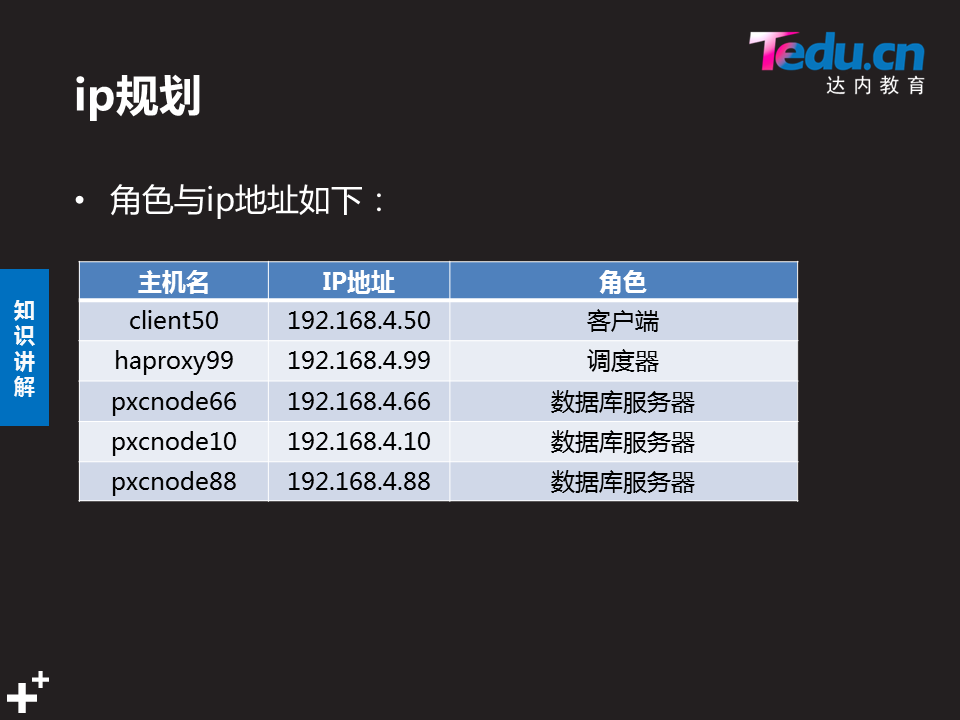 Tedu.cn
达内教育
ip规划
• 角色与ip地址如下：
主机名 IP地址 角色
client50 192.168.4.50 客户端
haproxy99 192.168.4.99 调度器
pxcnode66 192.168.4.66 数据库服务器
pxcnode10 192.168.4.10 数据库服务器
pxcnode88 192.168.4.88 数据库服务器
知
识
讲
解